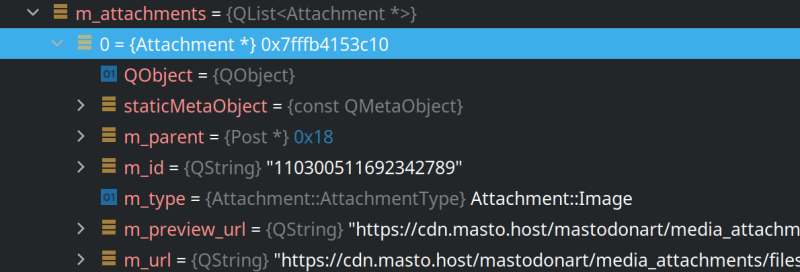 m_attachments = {QList<Attachment *>}
0 = {Attachment *} 0x7fffb4153c10
01 QObject = {QObject}
staticMetaObject = {const QMetaObject}
m_parent = {Post *} 0x18
m_id = {QString} "110300511692342789"
01 m_type = {Attachment::AttachmentType} Attachment::Image
m_preview_url = {QString} "https://cdn.masto.host/mastodonart/media_attachm
m_url = {QString} "https://cdn.masto.host/mastodonart/media_attachments/files